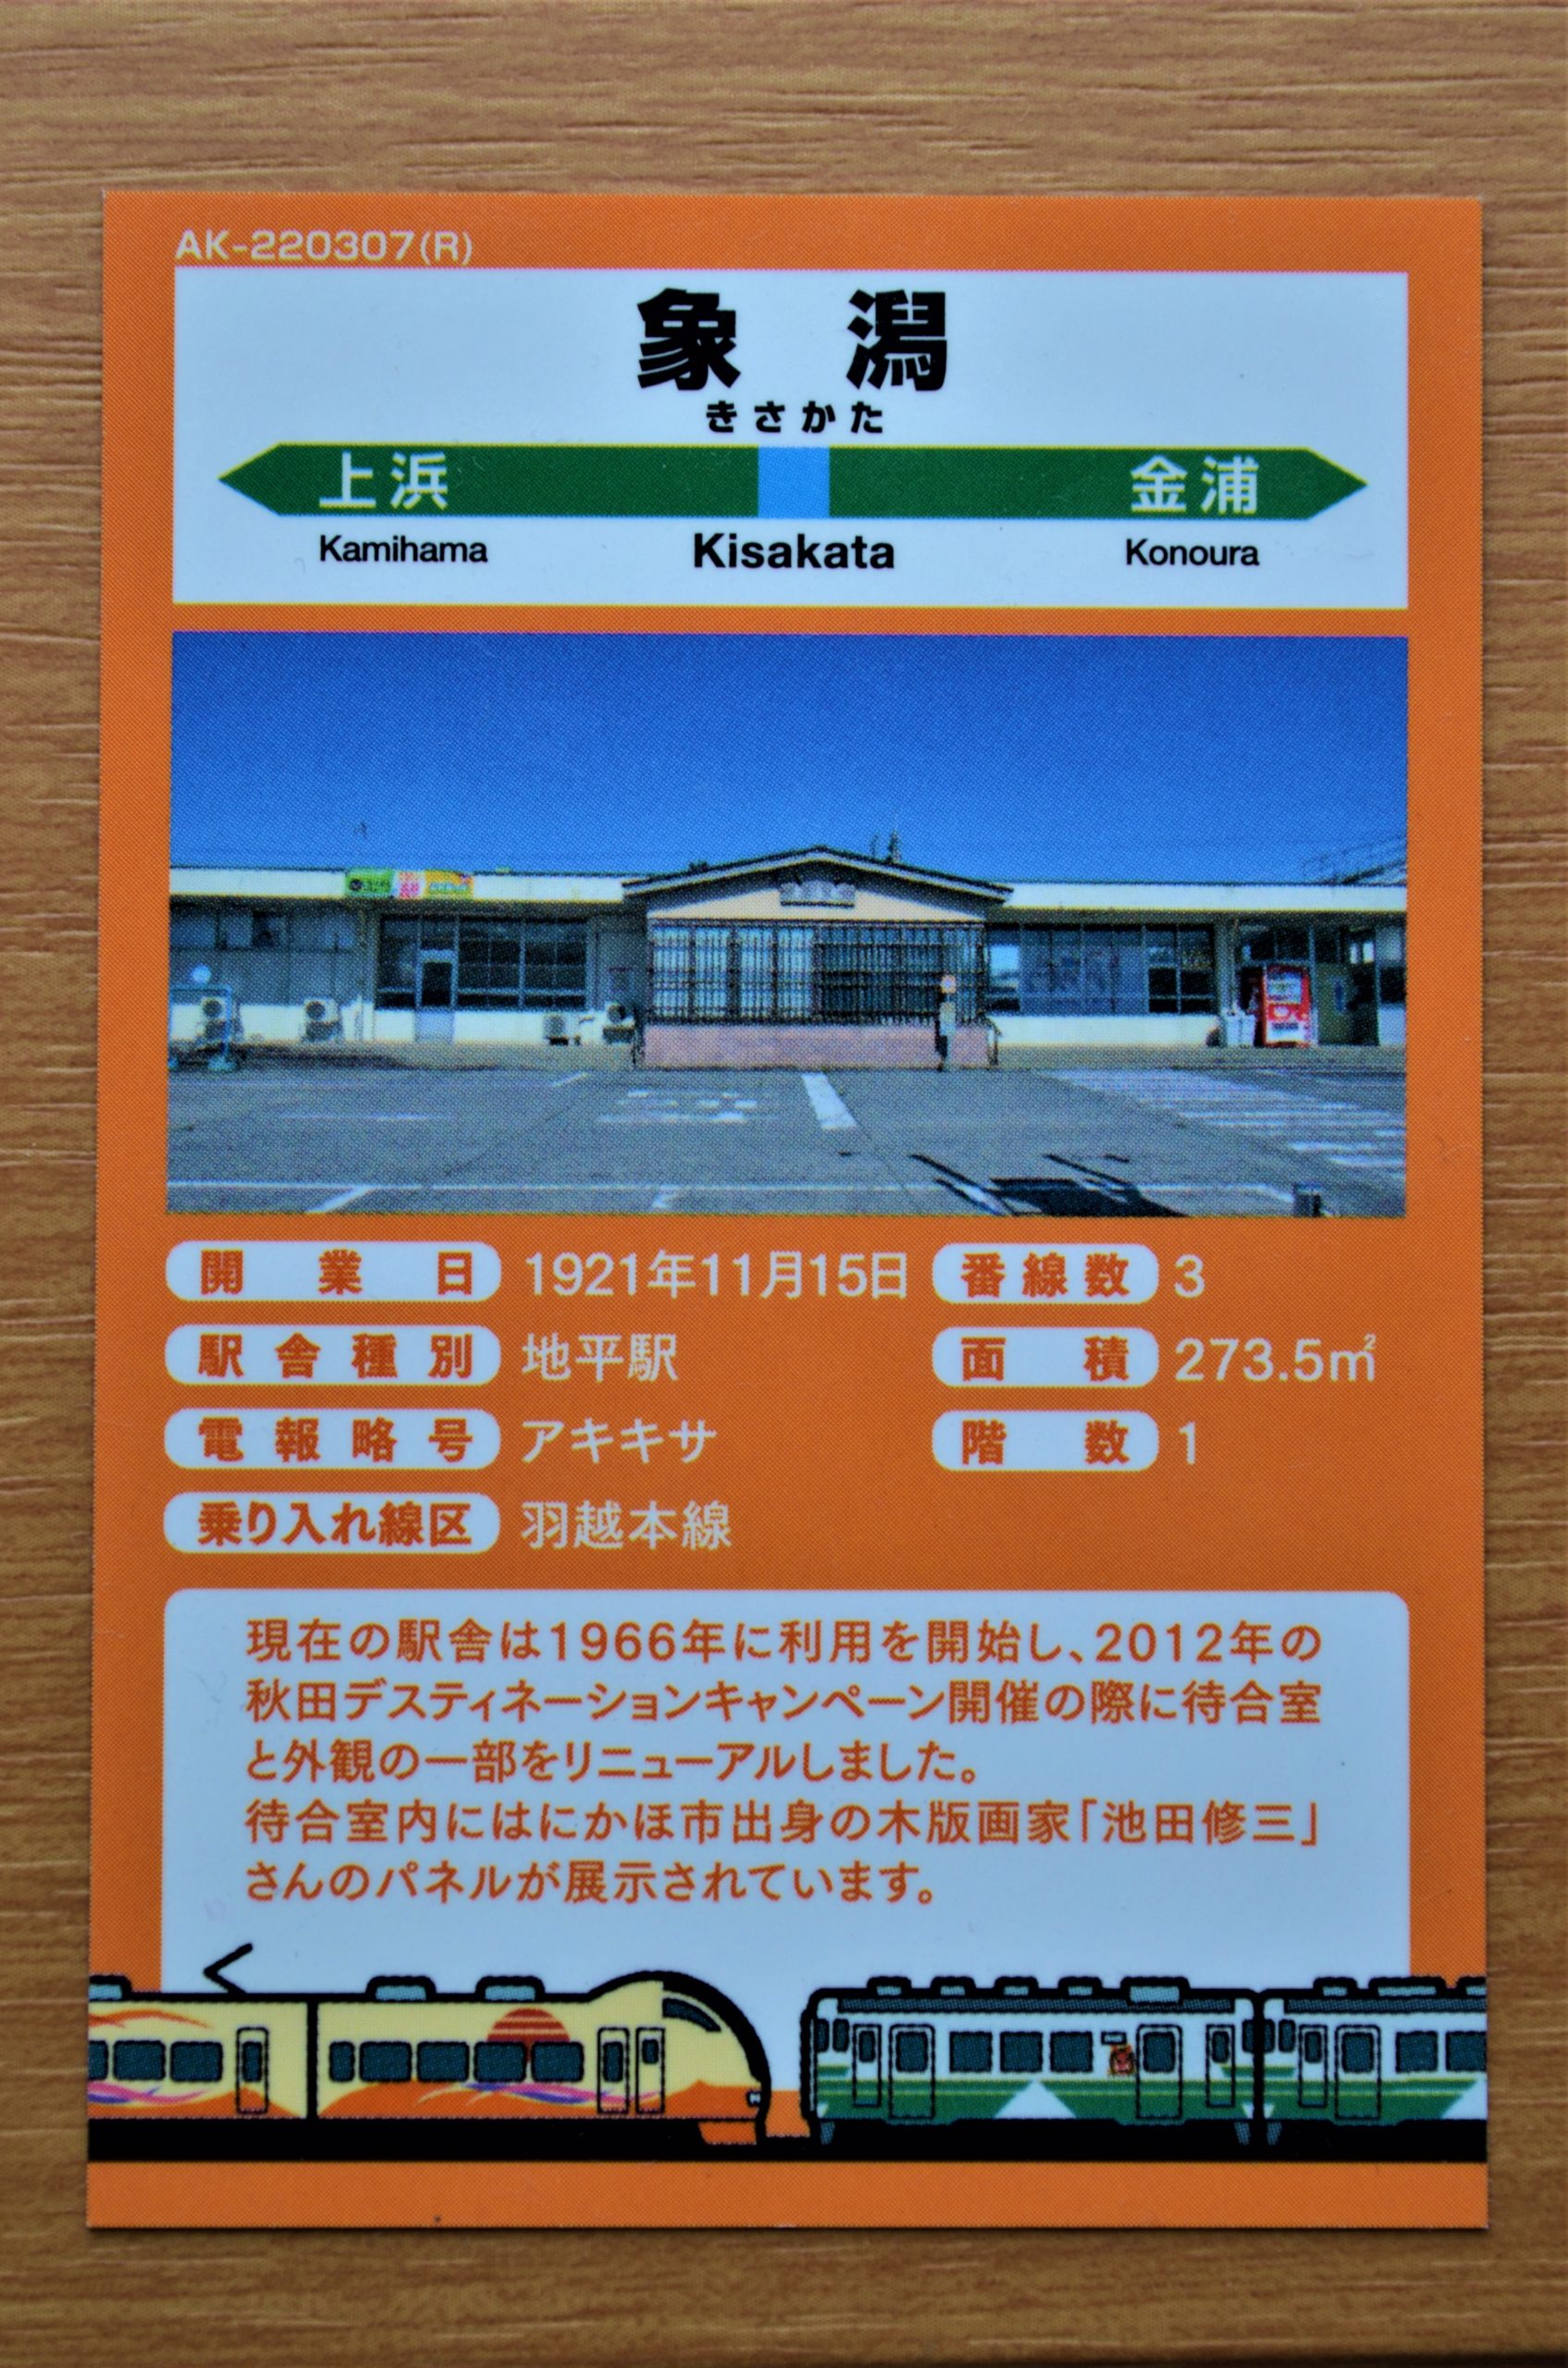 AK-220307(R)
象潟
きさかた
上浜 金浦
Kamihama Kisakata Konoura
開業日 1921年11月15日 番線数 3
駅舎種別 地平駅 面積 273.5㎡
電報略号 アキキサ 階数 1
乗り入れ線区 羽越本線
現在の駅舎は1966年に利用を開始し、2012年の
秋田デスティネーションキャンペーン開催の際に待合室
と外観の一部をリニューアルしました。
待合室内にはにかほ市出身の木版画家「池田修三」
さんのパネルが展示されています。